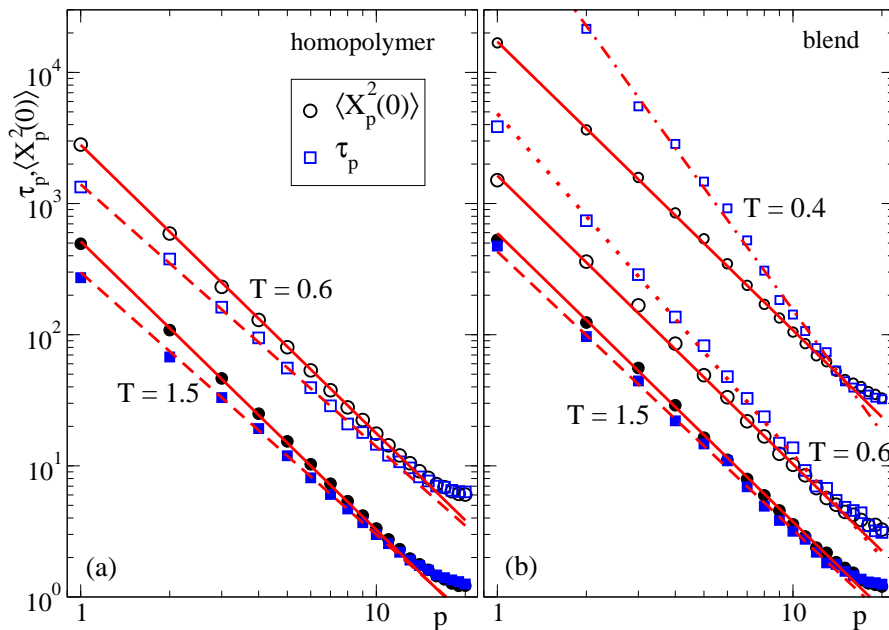 homopolymer
blend
⟨X_p^2(0)⟩
τ_p
τ_p,⟨X_p^2(0)⟩
10^4
10^3
10^2
10^1
10^0
T = 0.6
T = 1.5
(a)
1
10
p
T = 0.4
T = 1.5
T = 0.6
(b)
1
10
p